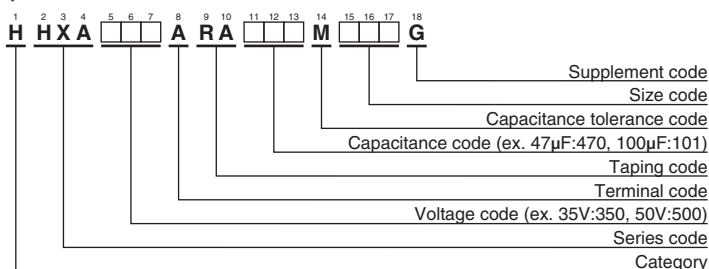 1 2 3 4 5 6 7 8 9 10 11 12 13 14 15 16 17 18
H HXA □□□ A RA □□□ M □□□ G
Supplement code
Size code
Capacitance tolerance code
Capacitance code (ex. 47µF:470, 100µF:101)
Taping code
Terminal code
Voltage code (ex. 35V:350, 50V:500)
Series code
Category